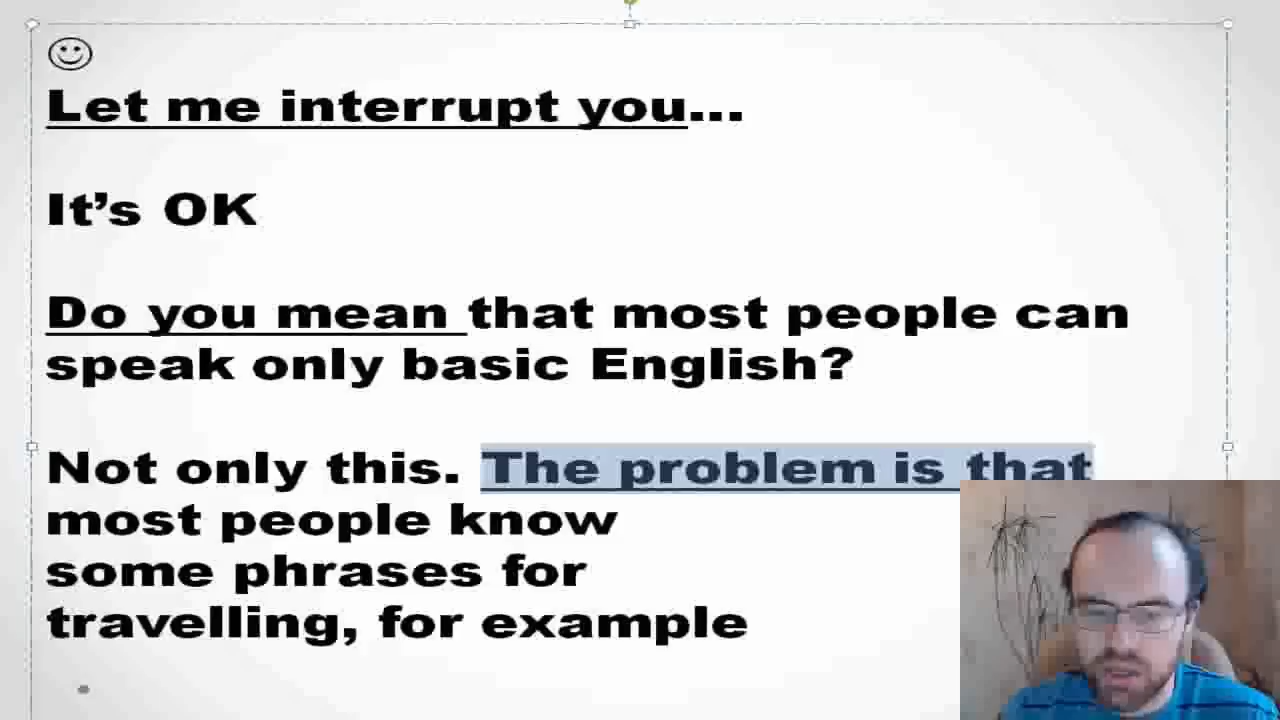 Let me interrupt you...
It's OK
Do you mean that most people can
speak only basic English?
Not only this. The problem is that
most people know
some phrases for
travelling, for example